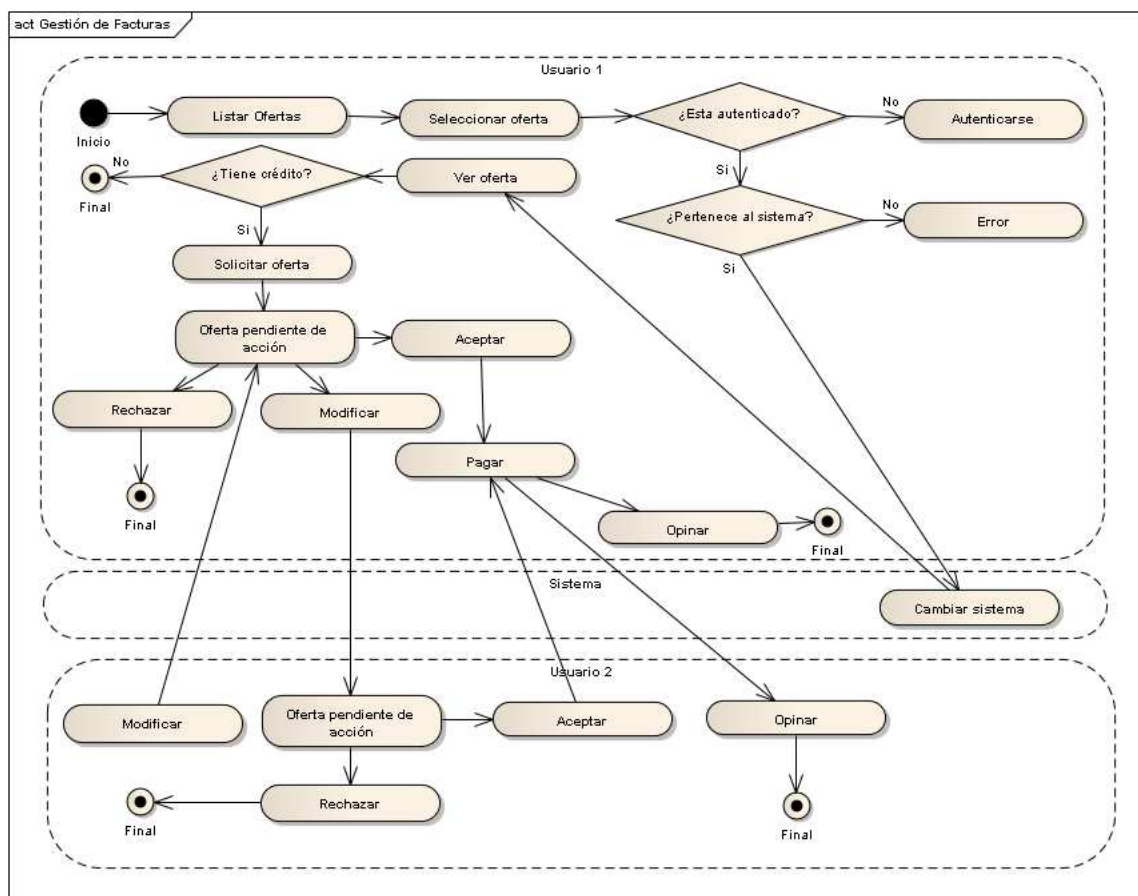 act Gestión de Facturas
Usuario 1
Inicio
Listar Ofertas
Seleccionar oferta
¿Esta autenticado?
No
Autenticarse
Si
Final
No
¿Tiene crédito?
Ver oferta
¿Pertenece al sistema?
No
Error
Si
Si
Solicitar oferta
Oferta pendiente de
acción
Aceptar
Rechazar
Modificar
Pagar
Final
Opinar
Final
Sistema
Cambiar sistema
Usuario 2
Modificar
Oferta pendiente de
acción
Aceptar
Opinar
Rechazar
Final
Final